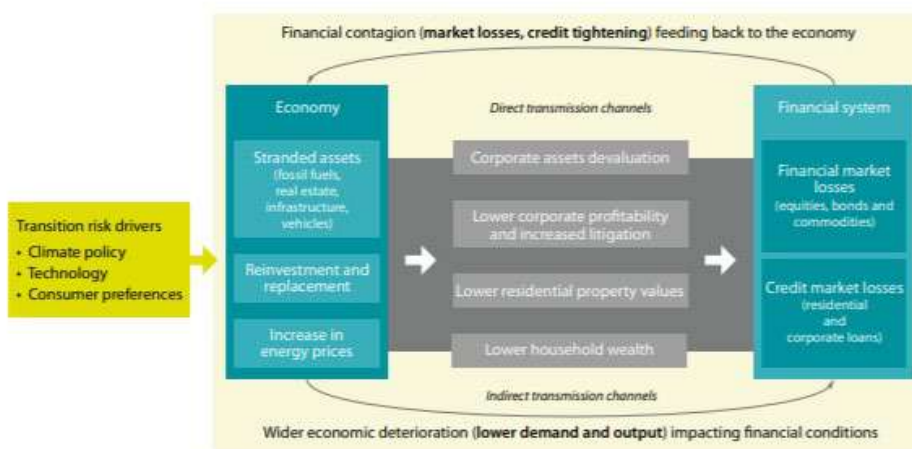 Financial contagion (market losses, credit tightening) feeding back to the economy
Economy
Direct transmission channels
Financial system
Stranded assets
(fossil fuels,
real estate,
infrastructure,
vehicles)
Corporate assets devaluation
Financial market
losses
(equities, bonds and
commodities)
Transition risk drivers
• Climate policy
• Technology
• Consumer preferences
Lower corporate profitability
and increased litigation
Reinvestment and
replacement
Lower residential property values
Credit market losses
(residential
and
corporate loans)
Increase in
energy prices
Lower household wealth
Indirect transmission channels
Wider economic deterioration (lower demand and output) impacting financial conditions